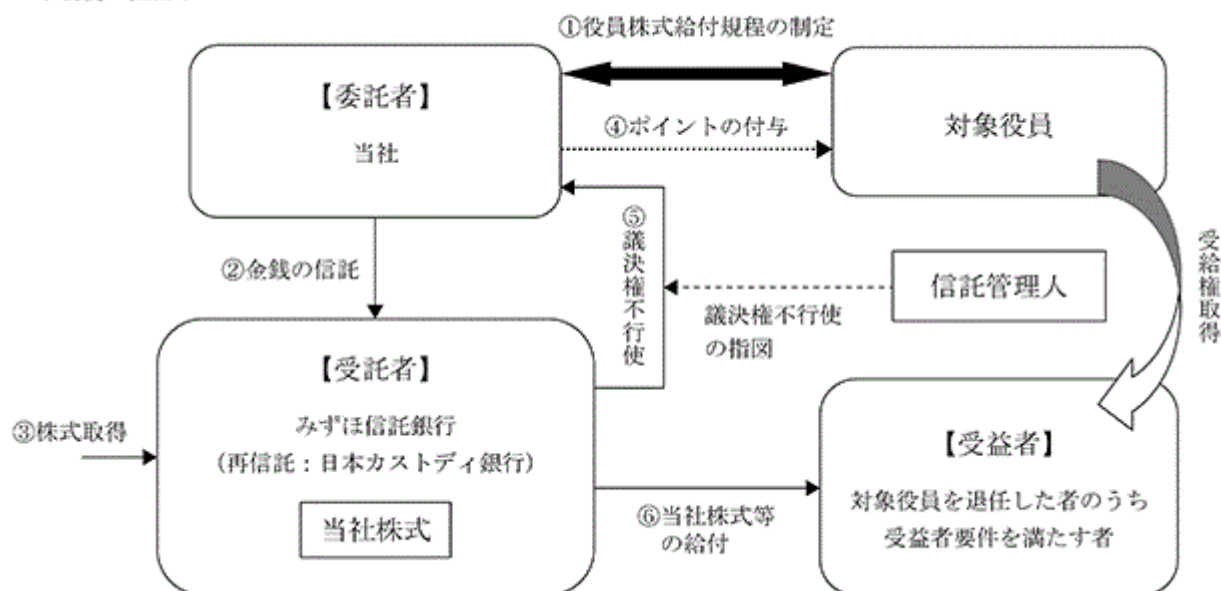 ①役員株式給付規程の制定
【委託者】
当社
④ポイントの付与
対象役員
②金銭の信託
⑤議決権不行使
議決権不行使
の指図
信託管理人
受給権取得
【受託者】
みずほ信託銀行
(再信託：日本カストディ銀行)
当社株式
③株式取得
⑥当社株式等
の給付
【受益者】
対象役員を退任した者のうち
受益者要件を満たす者